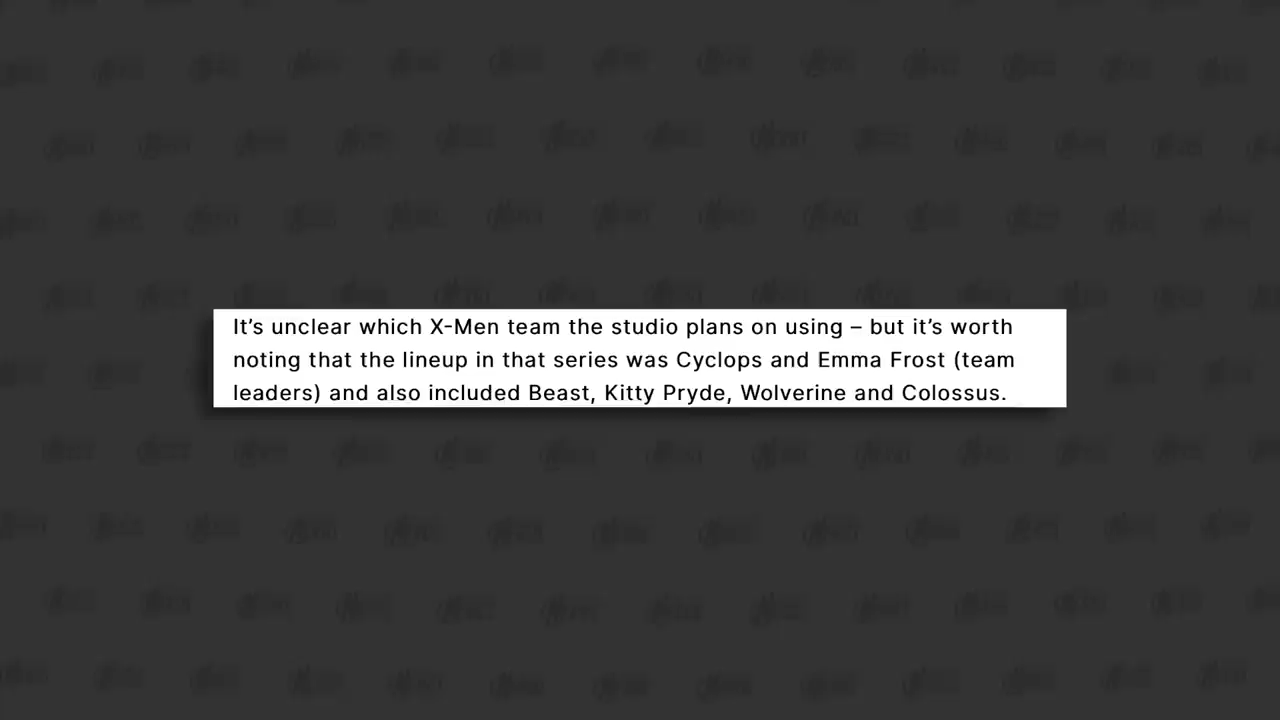 It’s unclear which X-Men team the studio plans on using – but it’s worth
noting that the lineup in that series was Cyclops and Emma Frost (team
leaders) and also included Beast, Kitty Pryde, Wolverine and Colossus.